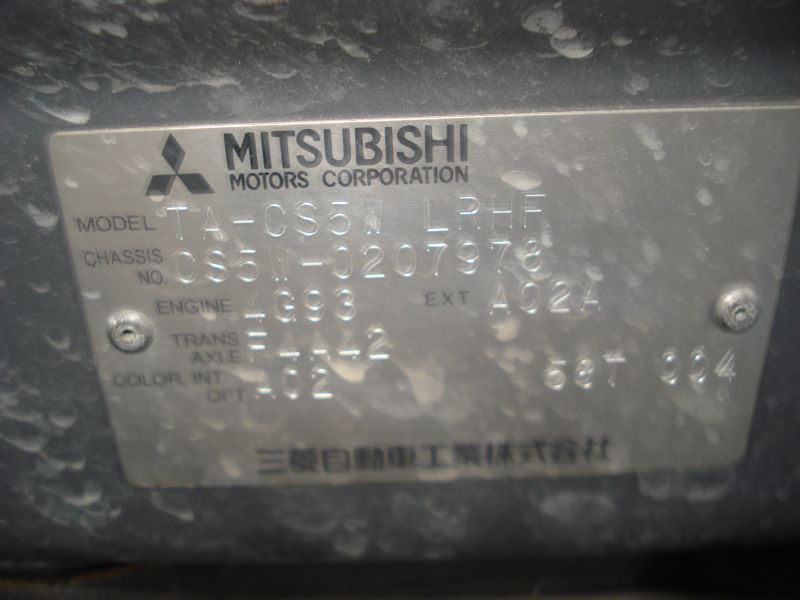 MITSUBISHI
MOTORS CORPORATION
MODEL TA-CS5W LRHF
CHASSIS NO. CS5W-0207978
ENGINE 4G93 EXT A02A
TRANS AXLE F4A42
COLOR, INT OPT A02 687 004
三菱自動車工業株式会社